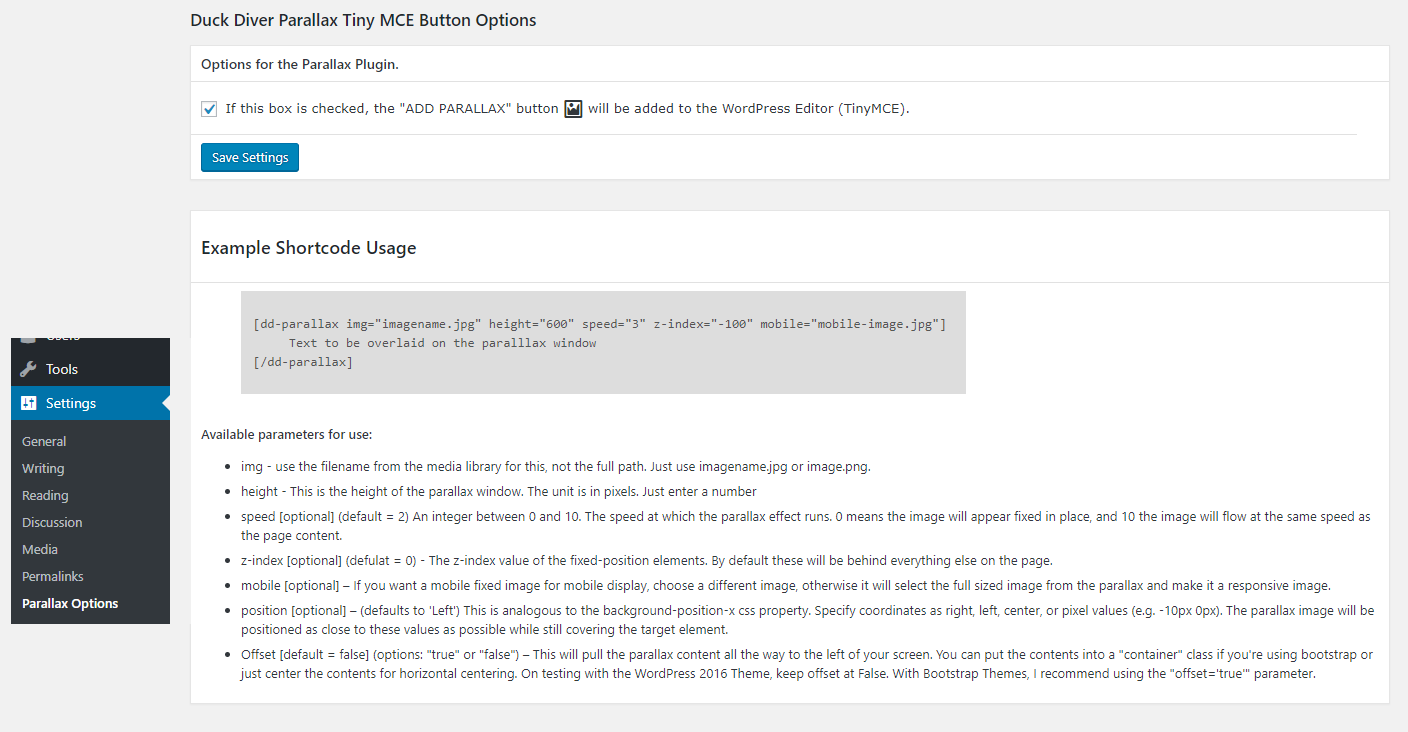 Duck Diver Parallax Tiny MCE Button Options
Options for the Parallax Plugin.
If this box is checked, the "ADD PARALLAX" button will be added to the WordPress Editor (TinyMCE).
Save Settings
Example Shortcode Usage
[dd-parallax img="imagename.jpg" height="600" speed="3" z-index="-100" mobile="mobile-image.jpg"]
Text to be overlaid on the paralllax window
[/dd-parallax]
Available parameters for use:
img - use the filename from the media library for this, not the full path. Just use imagename.jpg or image.png.
height - This is the height of the parallax window. The unit is in pixels. Just enter a number
speed [optional] (default = 2) An integer between 0 and 10. The speed at which the parallax effect runs. 0 means the image will appear fixed in place, and 10 the image will flow at the same speed as
the page content.
z-index [optional] (defulat = 0) - The z-index value of the fixed-position elements. By default these will be behind everything else on the page.
mobile [optional] – If you want a mobile fixed image for mobile display, choose a different image, otherwise it will select the full sized image from the parallax and make it a responsive image.
position [optional] – (defaults to 'Left') This is analogous to the background-position-x css property. Specify coordinates as right, left, center, or pixel values (e.g. -10px 0px). The parallax image will be
positioned as close to these values as possible while still covering the target element.
Offset [default = false] (options: "true" or "false") – This will pull the parallax content all the way to the left of your screen. You can put the contents into a "container" class if you're using bootstrap or
just center the contents for horizontal centering. On testing with the WordPress 2016 Theme, keep offset at False. With Bootstrap Themes, I recommend using the "offset='true'" parameter.
Users
Tools
Settings
General
Writing
Reading
Discussion
Media
Permalinks
Parallax Options